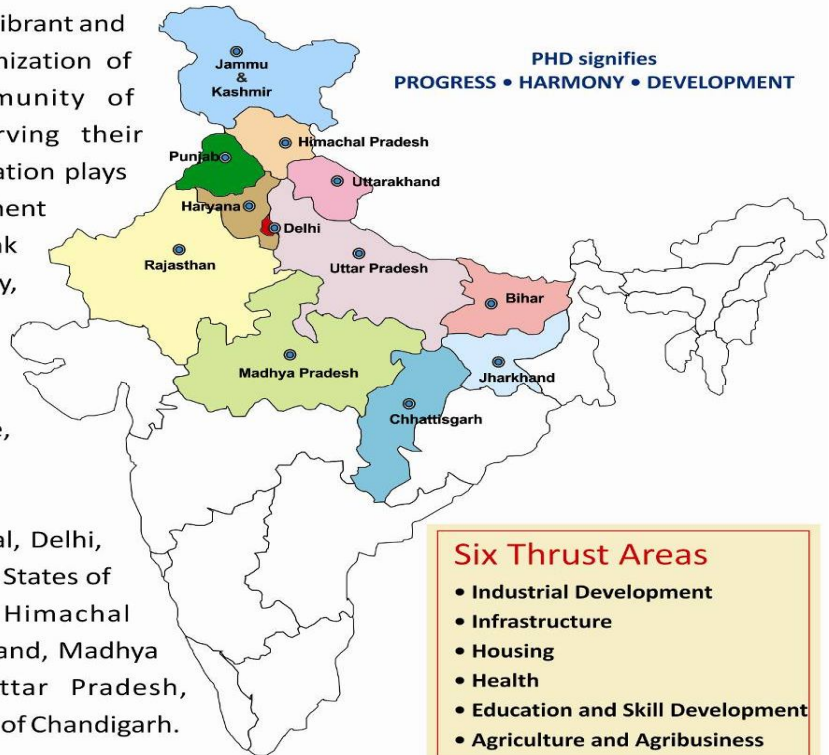 ibrant and
nization of
munity of
rving their
ation plays
ment
nk
y,
e,
al, Delhi,
States of
Himachal
and, Madhya
ttar Pradesh,
of Chandigarh.
PHD signifies
PROGRESS • HARMONY • DEVELOPMENT
Jammu
&
Kashmir
Himachal Pradesh
Punjab
Uttarakhand
Haryana
Delhi
Rajasthan
Uttar Pradesh
Bihar
Madhya Pradesh
Jharkhand
Chhattisgarh
Six Thrust Areas
• Industrial Development
• Infrastructure
• Housing
• Health
• Education and Skill Development
• Agriculture and Agribusiness